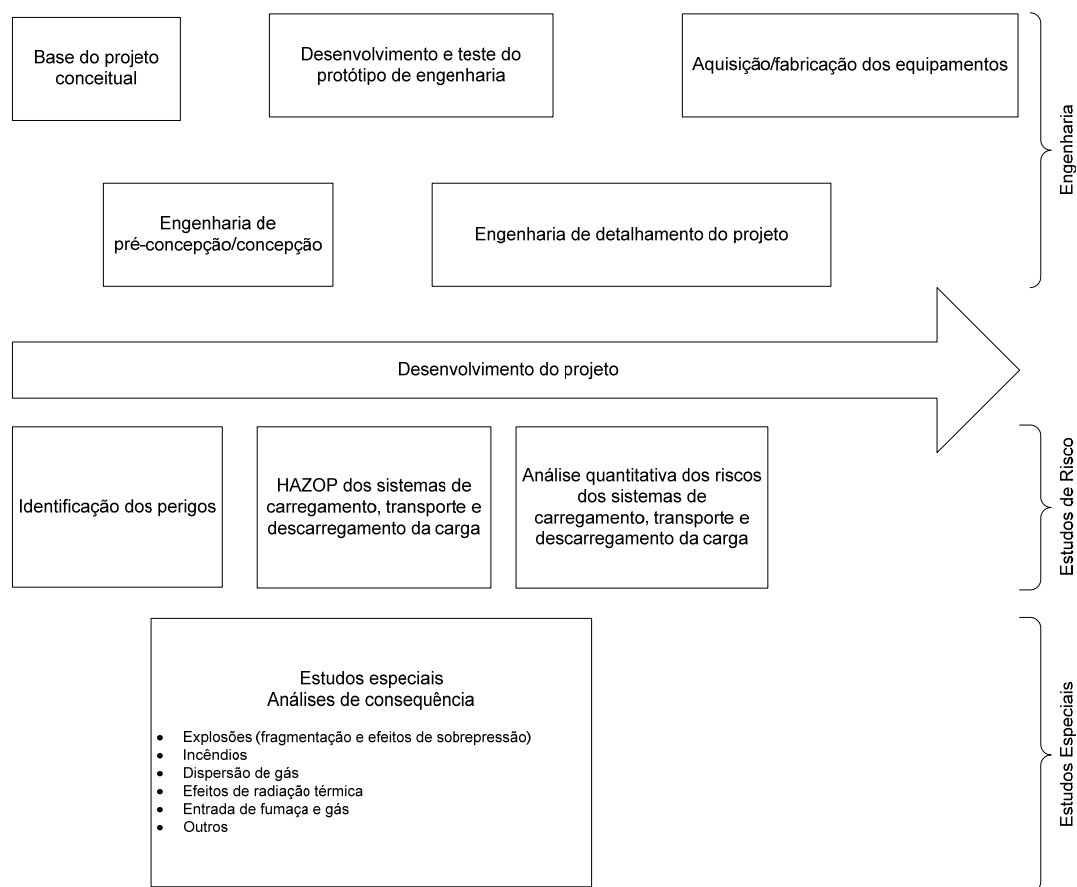 Base do projeto
conceitual
Desenvolvimento e teste do
protótipo de engenharia
Aquisição/fabricação dos equipamentos
Engenharia de
pré-concepção/concepção
Engenharia de detalhamento do projeto
Engenharia
Desenvolvimento do projeto
Identificação dos perigos
HAZOP dos sistemas de
carregamento, transporte e
descarregamento da carga
Análise quantitativa dos riscos
dos sistemas de
carregamento, transporte e
descarregamento da carga
Estudos de Risco
Estudos especiais
Análises de consequência
• Explosões (fragmentação e efeitos de sobrepressão)
• Incêndios
• Dispersão de gás
• Efeitos de radiação térmica
• Entrada de fumaça e gás
• Outros
Estudos Especiais